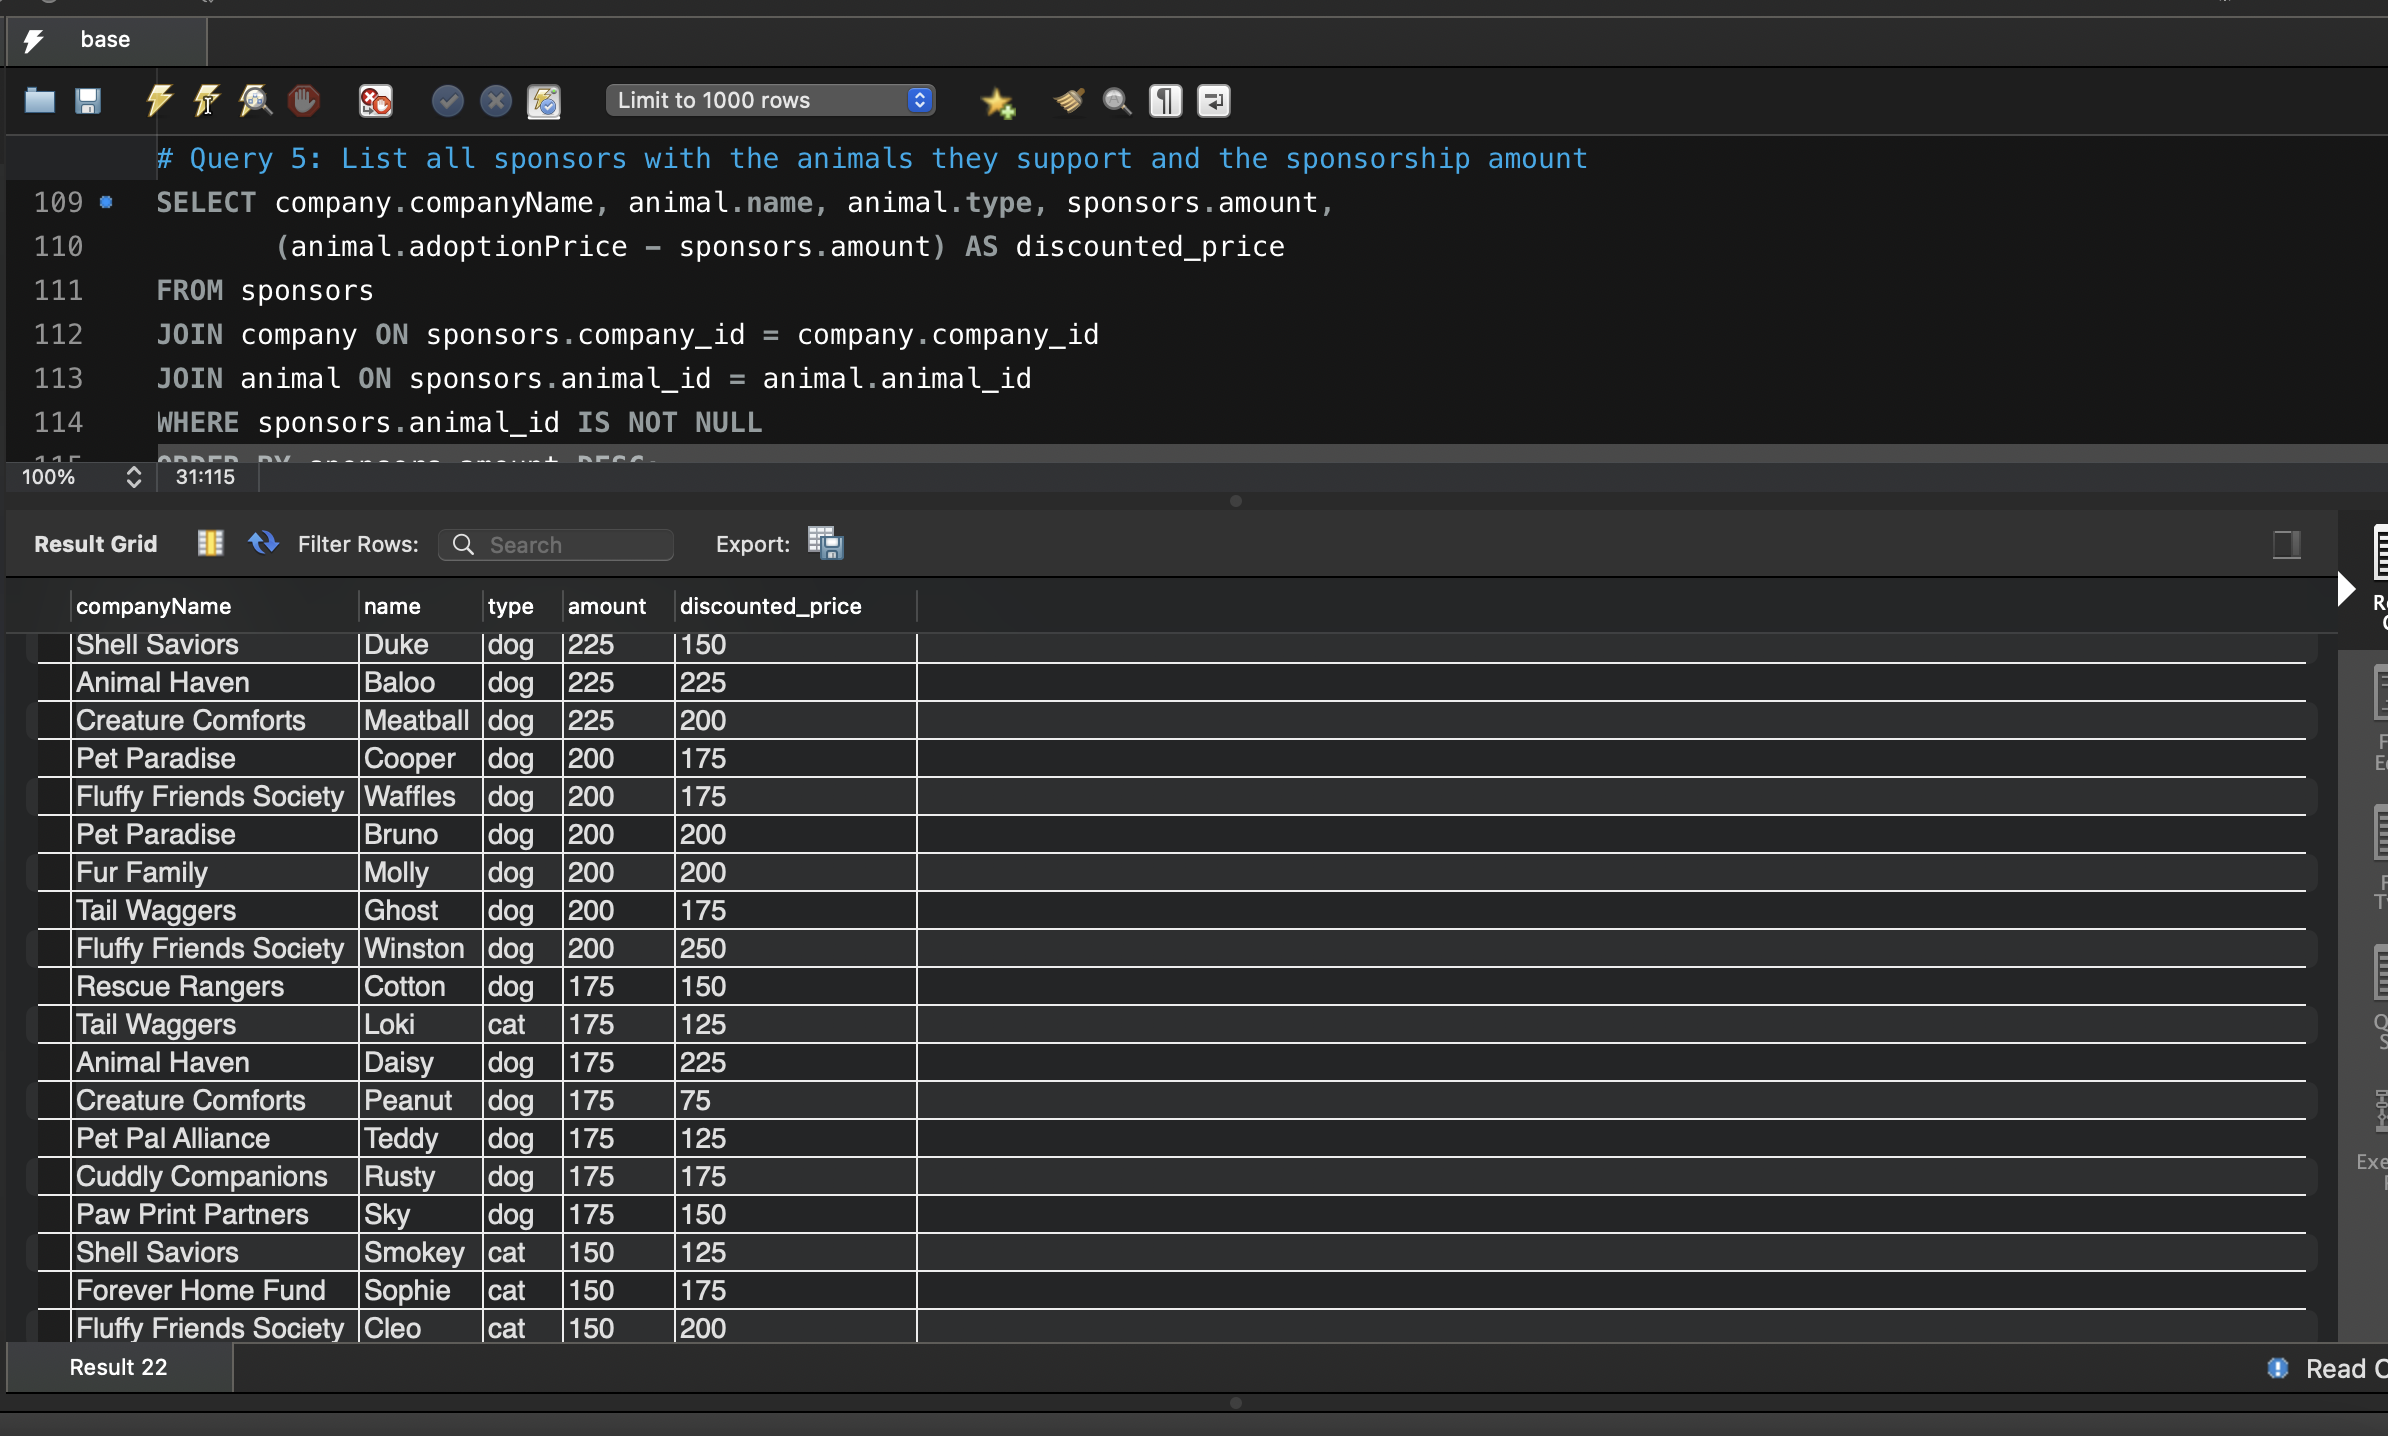 base
Limit to 1000 rows
# Query 5: List all sponsors with the animals they support and the sponsorship amount
109 SELECT company.companyName, animal.name, animal.type, sponsors.amount,
110 (animal.adoptionPrice - sponsors.amount) AS discounted_price
111 FROM sponsors
112 JOIN company ON sponsors.company_id = company.company_id
113 JOIN animal ON sponsors.animal_id = animal.animal_id
114 WHERE sponsors.animal_id IS NOT NULL
115 ORDER BY sponsors.amount DESC;
100% 31:115
Result Grid Filter Rows: Search Export:
companyName name type amount discounted_price
Shell Saviors Duke dog 225 150
Animal Haven Baloo dog 225 225
Creature Comforts Meatball dog 225 200
Pet Paradise Cooper dog 200 175
Fluffy Friends Society Waffles dog 200 175
Pet Paradise Bruno dog 200 200
Fur Family Molly dog 200 200
Tail Waggers Ghost dog 200 175
Fluffy Friends Society Winston dog 200 250
Rescue Rangers Cotton dog 175 150
Tail Waggers Loki cat 175 125
Animal Haven Daisy dog 175 225
Creature Comforts Peanut dog 175 75
Pet Pal Alliance Teddy dog 175 125
Cuddly Companions Rusty dog 175 175
Paw Print Partners Sky dog 175 150
Shell Saviors Smokey cat 150 125
Forever Home Fund Sophie cat 150 175
Fluffy Friends Society Cleo cat 150 200
Result 22
Read